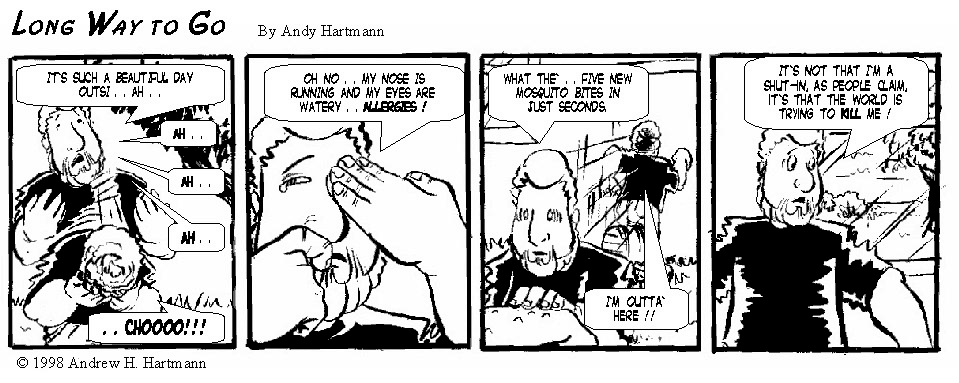 LONG WAY TO GO
By Andy Hartmann
IT'S SUCH A BEAUTIFUL DAY
OUTSI . . AH . .
AH . .
AH . .
AH . .
. . CHOOOO!!!
OH NO . . MY NOSE IS
RUNNING AND MY EYES ARE
WATERY . . ALLERGIES !
WHAT THE' . . FIVE NEW
MOSQUITO BITES IN
JUST SECONDS.
I'M OUTTA'
HERE !!
IT'S NOT THAT I'M A
SHUT-IN, AS PEOPLE CLAIM,
IT'S THAT THE WORLD IS
TRYING TO KILL ME !
© 1998 Andrew H. Hartmann